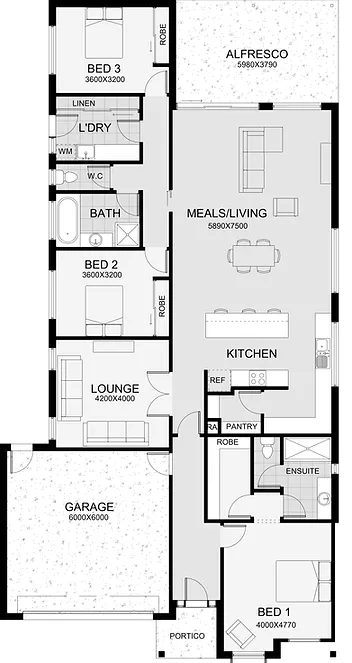 BED 3
3600X3200
ROBE
ALFRESCO
5980X3790
LINEN
L'DRY
WM
W.C
BATH
MEALS/LIVING
5890X7500
BED 2
3600X3200
ROBE
KITCHEN
REF
LOUNGE
4200X4000
RA
PANTRY
ROBE
ENSUITE
GARAGE
6000X6000
BED 1
4000X4770
PORTICO